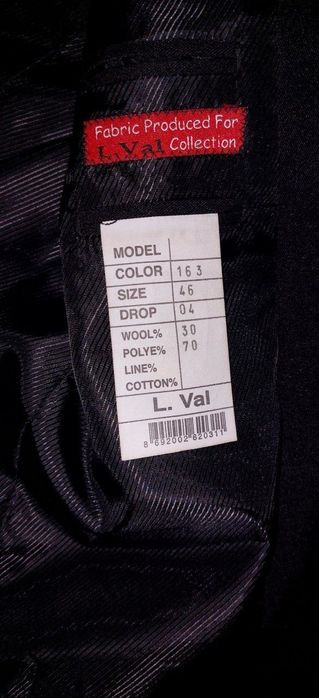 Fabric Produced For
L.Val Collection
MODEL
COLOR 163
SIZE 46
DROP 04
WOOL% 30
POLYE% 70
LINE%
COTTON%
L. Val
8 692002 820311